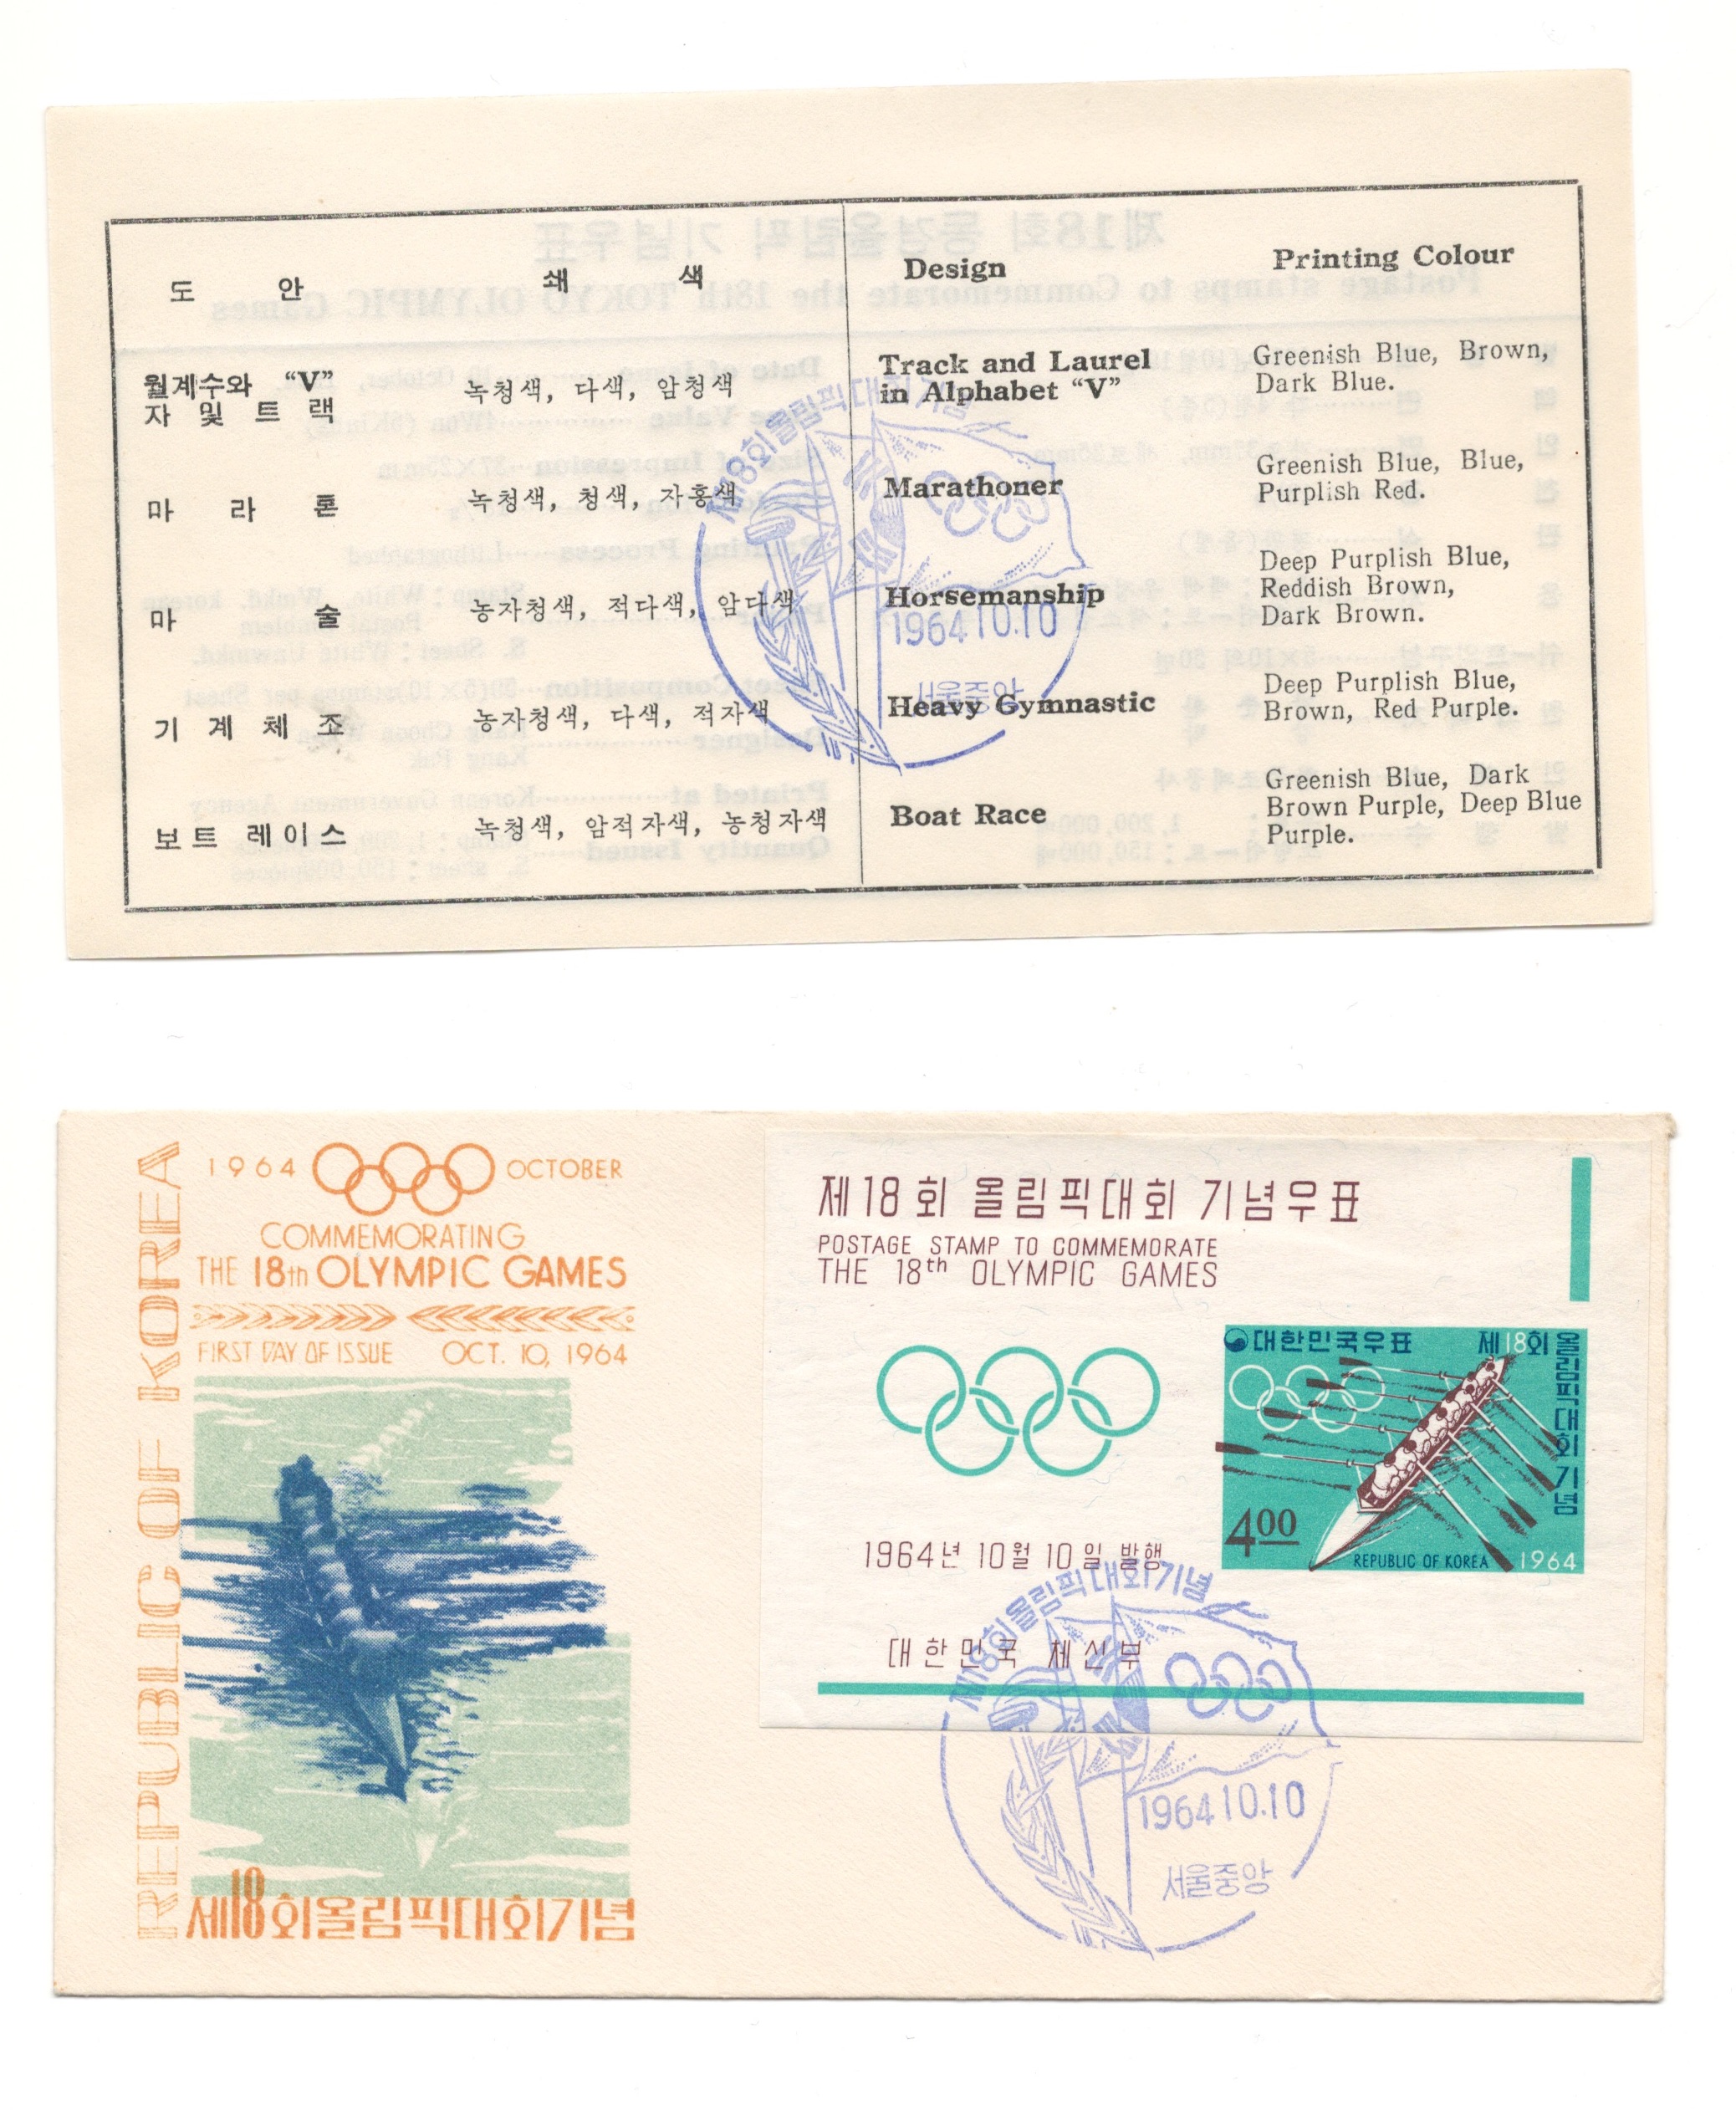 도 안 쇄 색
월계수와 “V”
자 및 트 랙
녹청색, 다색, 암청색
마 라 톤
녹청색, 청색, 자홍색
마 술
농자청색, 적다색, 암다색
기 계 체 조
농자청색, 다색, 적자색
보트 레이스
녹청색, 암적자색, 농청자색
Design Printing Colour
Track and Laurel
in Alphabet “V”
Greenish Blue, Brown,
Dark Blue.
Marathoner
Greenish Blue, Blue,
Purplish Red.
Horsemanship
Deep Purplish Blue,
Reddish Brown,
Dark Brown.
Heavy Gymnastic
Deep Purplish Blue,
Brown, Red Purple.
Boat Race
Greenish Blue, Dark
Brown Purple, Deep Blue
Purple.
제18회올림픽대회기념
1964 10.10
서울중앙
REPUBLIC OF KOREA
1964 OCTOBER
COMMEMORATING
THE 18th OLYMPIC GAMES
FIRST DAY OF ISSUE OCT. 10, 1964
제18회올림픽대회기념
제18회 올림픽대회 기념우표
POSTAGE STAMP TO COMMEMORATE
THE 18th OLYMPIC GAMES
대한민국우표 제18회
올림픽대회기념
400
REPUBLIC OF KOREA 1964
1964년 10월 10일 발행
대한민국 체신부
제18회올림픽대회기념
1964 10.10
서울중앙